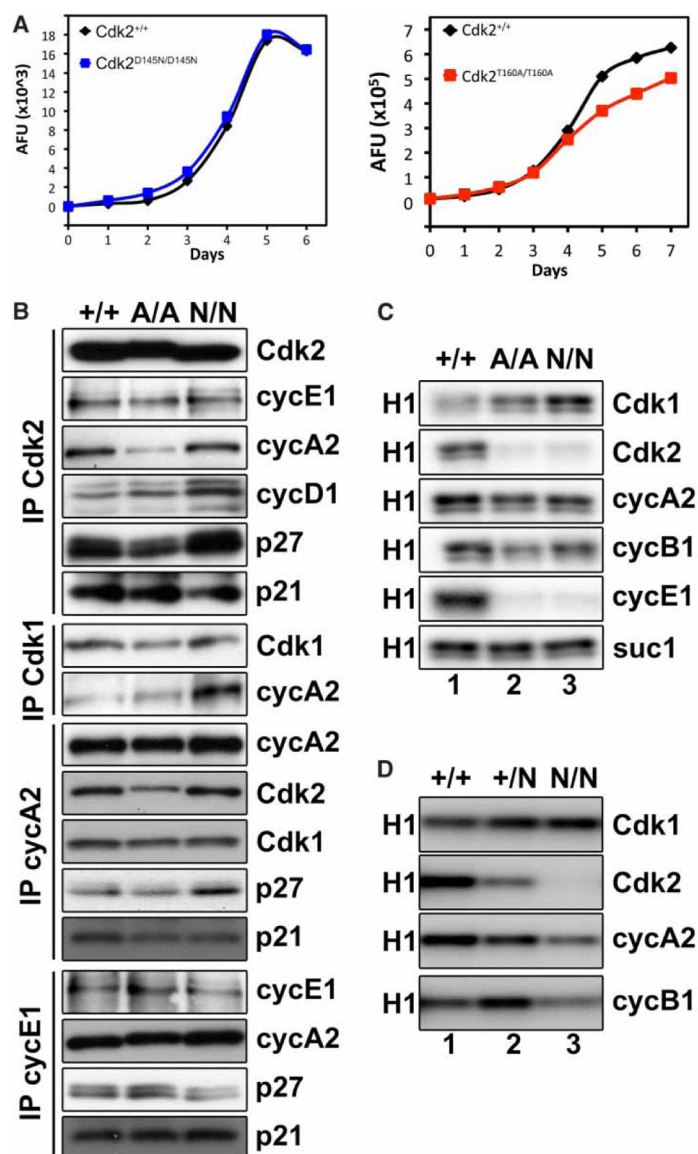 A
Cdk2+/+
Cdk2D145N/D145N
AFU (x10^3)
18
16
14
12
10
8
6
4
2
0
0 1 2 3 4 5 6
Days
Cdk2+/+
Cdk2T160A/T160A
AFU (x10⁵)
7
6
5
4
3
2
1
0
0 1 2 3 4 5 6 7
Days
B
+/+ A/A N/N
IP Cdk2
Cdk2
cycE1
cycA2
cycD1
p27
p21
IP Cdk1
Cdk1
cycA2
IP cycA2
cycA2
Cdk2
Cdk1
p27
p21
IP cycE1
cycE1
cycA2
p27
p21
C
+/+ A/A N/N
H1 Cdk1
H1 Cdk2
H1 cycA2
H1 cycB1
H1 cycE1
H1 suc1
1 2 3
D
+/+ +/N N/N
H1 Cdk1
H1 Cdk2
H1 cycA2
H1 cycB1
1 2 3